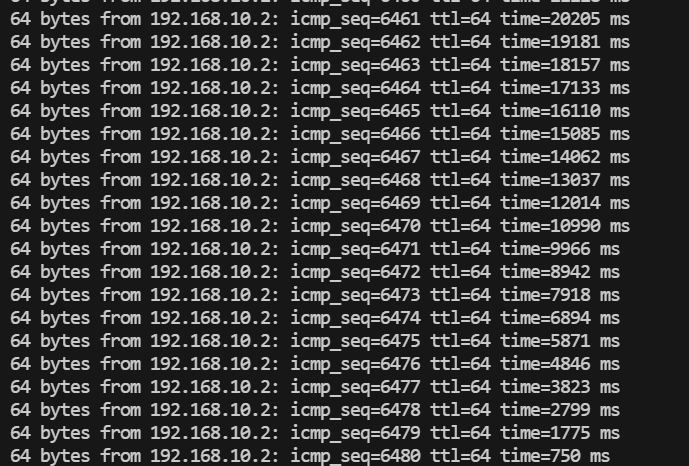 64 bytes from 192.168.10.2: icmp_seq=6461 ttl=64 time=20205 ms
64 bytes from 192.168.10.2: icmp_seq=6462 ttl=64 time=19181 ms
64 bytes from 192.168.10.2: icmp_seq=6463 ttl=64 time=18157 ms
64 bytes from 192.168.10.2: icmp_seq=6464 ttl=64 time=17133 ms
64 bytes from 192.168.10.2: icmp_seq=6465 ttl=64 time=16110 ms
64 bytes from 192.168.10.2: icmp_seq=6466 ttl=64 time=15085 ms
64 bytes from 192.168.10.2: icmp_seq=6467 ttl=64 time=14062 ms
64 bytes from 192.168.10.2: icmp_seq=6468 ttl=64 time=13037 ms
64 bytes from 192.168.10.2: icmp_seq=6469 ttl=64 time=12014 ms
64 bytes from 192.168.10.2: icmp_seq=6470 ttl=64 time=10990 ms
64 bytes from 192.168.10.2: icmp_seq=6471 ttl=64 time=9966 ms
64 bytes from 192.168.10.2: icmp_seq=6472 ttl=64 time=8942 ms
64 bytes from 192.168.10.2: icmp_seq=6473 ttl=64 time=7918 ms
64 bytes from 192.168.10.2: icmp_seq=6474 ttl=64 time=6894 ms
64 bytes from 192.168.10.2: icmp_seq=6475 ttl=64 time=5871 ms
64 bytes from 192.168.10.2: icmp_seq=6476 ttl=64 time=4846 ms
64 bytes from 192.168.10.2: icmp_seq=6477 ttl=64 time=3823 ms
64 bytes from 192.168.10.2: icmp_seq=6478 ttl=64 time=2799 ms
64 bytes from 192.168.10.2: icmp_seq=6479 ttl=64 time=1775 ms
64 bytes from 192.168.10.2: icmp_seq=6480 ttl=64 time=750 ms